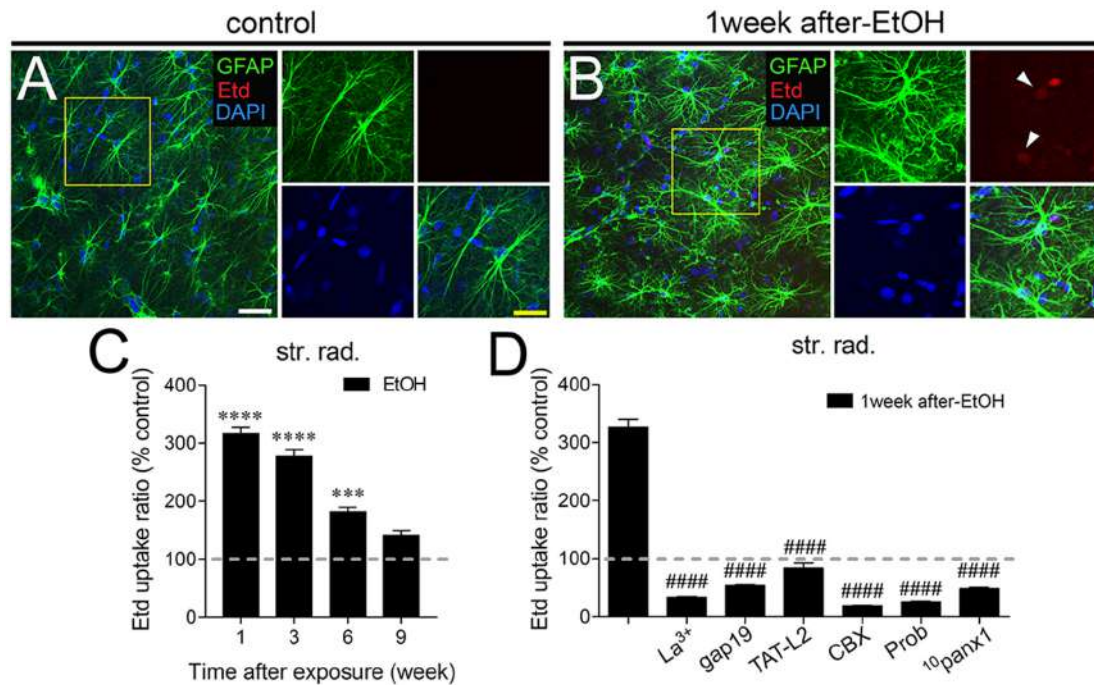 control
1week after-EtOH
A
GFAP
Etd
DAPI
B
GFAP
Etd
DAPI
C
str. rad.
EtOH
Etd uptake ratio (% control)
400
300
200
100
0
****
****
***
1 3 6 9
Time after exposure (week)
D
str. rad.
1week after-EtOH
Etd uptake ratio (% control)
400
300
200
100
0
####
####
####
####
####
####
La³⁺
gap19
TAT-L2
CBX
Prob
¹⁰panx1